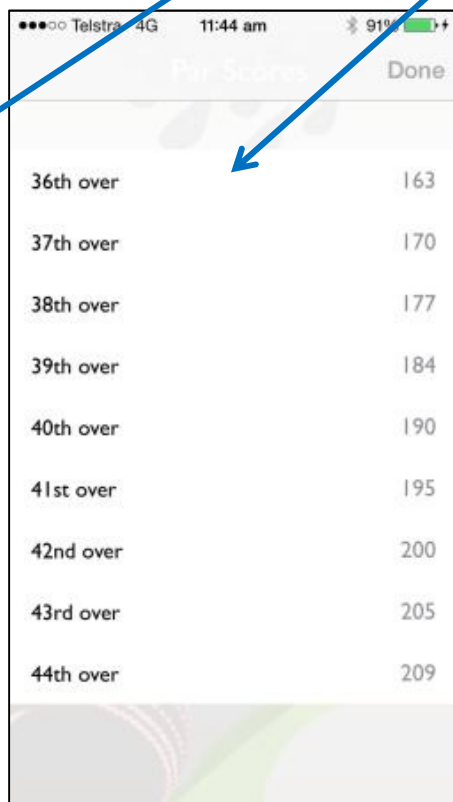 Telstra 4G 11:44 am 91%
Par Scores Done
36th over 163
37th over 170
38th over 177
39th over 184
40th over 190
41st over 195
42nd over 200
43rd over 205
44th over 209